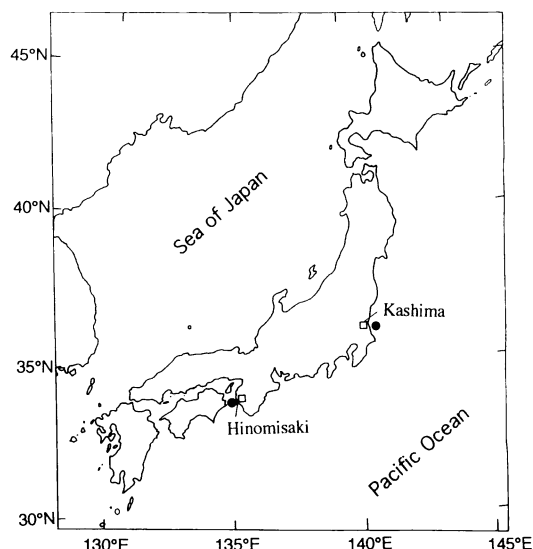 45°N
Sea of Japan
40°N
Kashima
35°N
Hinomisaki
Pacific Ocean
30°N
130°E
135°E
140°E
145°E